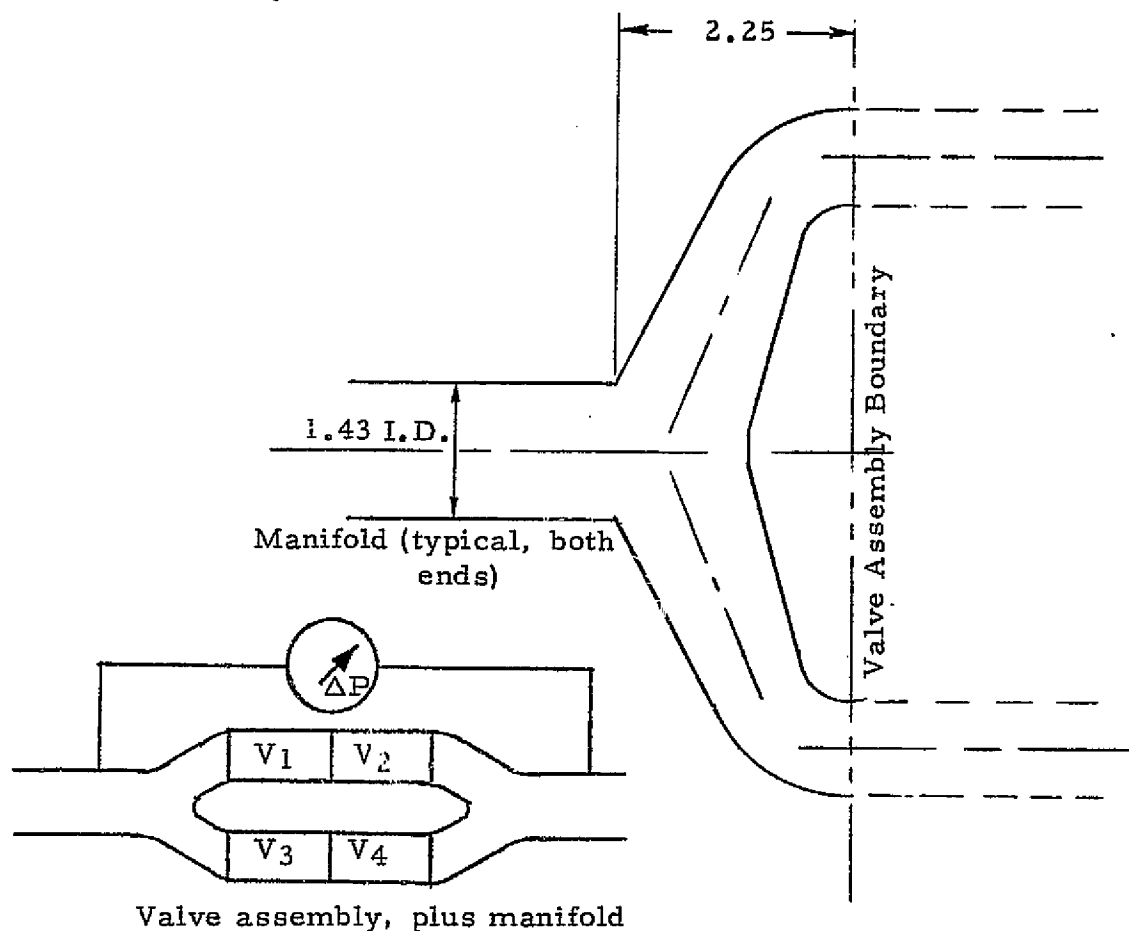 2.25
1.43 I.D.
Manifold (typical, both
ends)
Valve Assembly Boundary
ΔP
V1 V2
V3 V4
Valve assembly, plus manifold